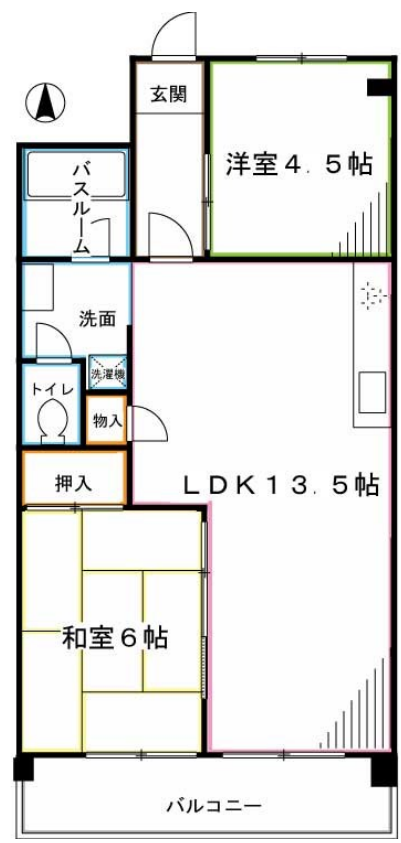 玄関
洋室4.5帖
バスルーム
洗面
洗濯機
トイレ
物入
押入
LDK13.5帖
和室6帖
バルコニー